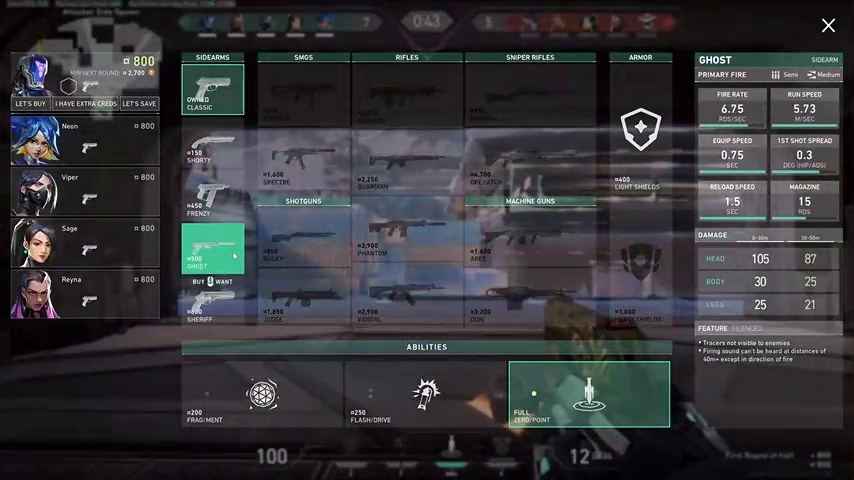 7
0:43
5
800
MIN NEXT ROUND: 2,700
LET'S BUY
I HAVE EXTRA CREDS
LET'S SAVE
Neon
800
Viper
800
Sage
800
Reyna
800
SIDEARMS
SMGS
RIFLES
SNIPER RIFLES
ARMOR
OWNED
CLASSIC
150
SHORTY
450
FRENZY
500
GHOST
BUY
WANT
800
SHERIFF
1,600
SPECTRE
2,250
GUARDIAN
4,700
OPERATOR
400
LIGHT SHIELDS
SHOTGUNS
MACHINE GUNS
850
BUCKY
2,900
PHANTOM
1,600
ARES
1,850
JUDGE
2,900
VANDAL
3,200
ODIN
1,000
HEAVY SHIELDS
ABILITIES
200
FRAG/MENT
250
FLASH/DRIVE
FULL
ZERO/POINT
GHOST
SIDEARM
PRIMARY FIRE
Semi
Medium
FIRE RATE
6.75
RDS/SEC
RUN SPEED
5.73
M/SEC
EQUIP SPEED
0.75
SEC
1ST SHOT SPREAD
0.3
DEG (HIP/ADS)
RELOAD SPEED
1.5
SEC
MAGAZINE
15
RDS
DAMAGE
0-30m
30-50m
HEAD
105
87
BODY
30
25
LEGS
25
21
FEATURE
SILENCED
* Tracers not visible to enemies
* Firing sound can't be heard at distances of
40m+ except in direction of fire
100
12